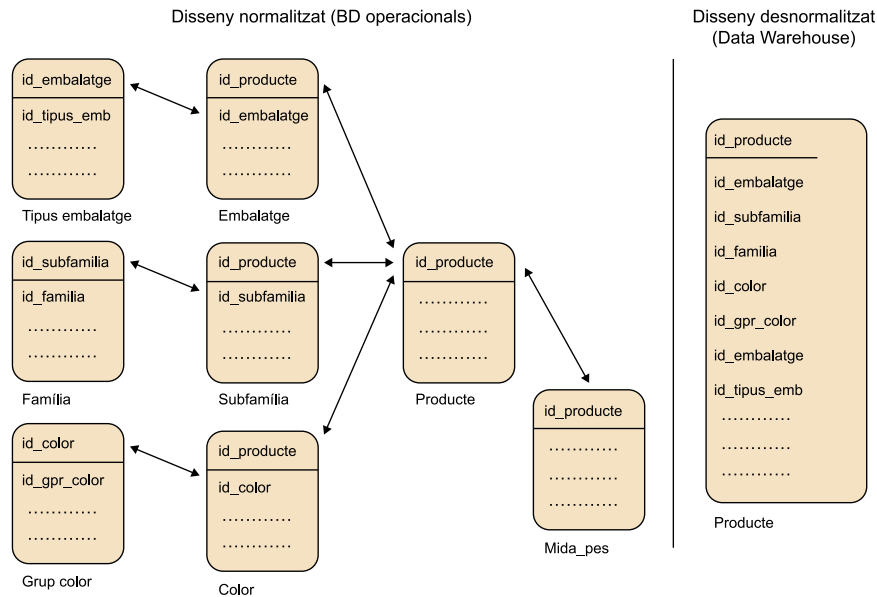 Disseny normalitzat (BD operacionals)
id_embalatge
id_tipus_emb
............
............
Tipus embalatge
id_producte
id_embalatge
............
............
Embalatge
id_subfamilia
id_familia
............
............
Família
id_producte
id_subfamilia
............
............
Subfamília
id_color
id_gpr_color
............
............
Grup color
id_producte
id_color
............
............
Color
id_producte
............
............
............
Producte
id_producte
............
............
............
Mida_pes
Disseny desnormalitzat
(Data Warehouse)
id_producte
id_embalatge
id_subfamilia
id_familia
id_color
id_gpr_color
id_embalatge
id_tipus_emb
............
............
............
Producte